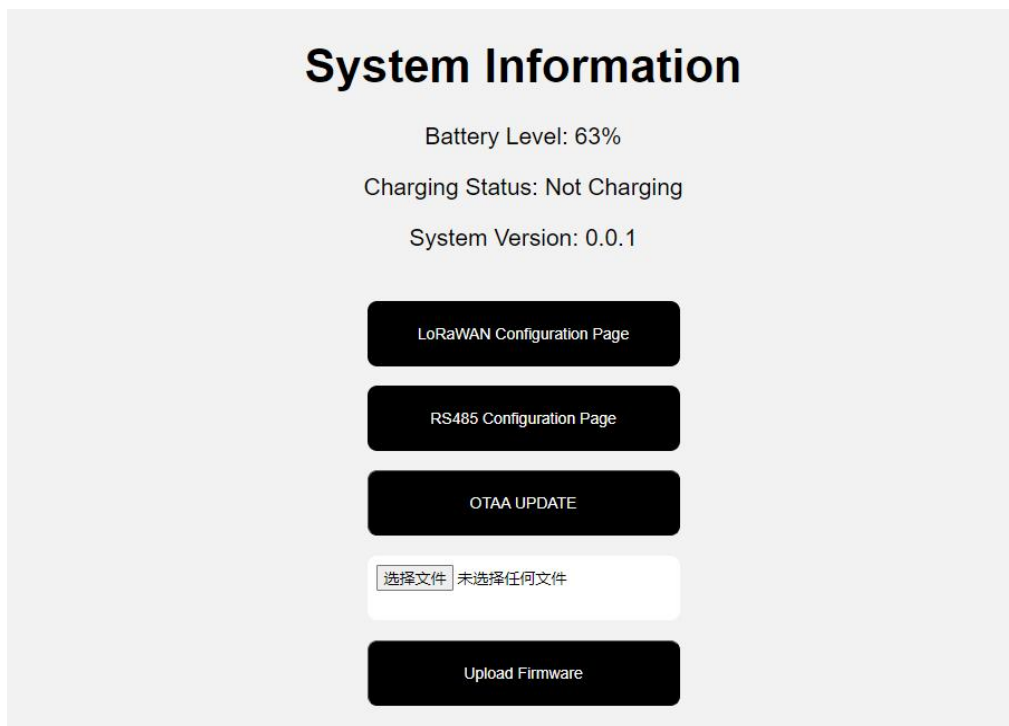 System Information
Battery Level: 63%
Charging Status: Not Charging
System Version: 0.0.1
LoRaWAN Configuration Page
RS485 Configuration Page
OTAA UPDATE
选择文件 未选择任何文件
Upload Firmware